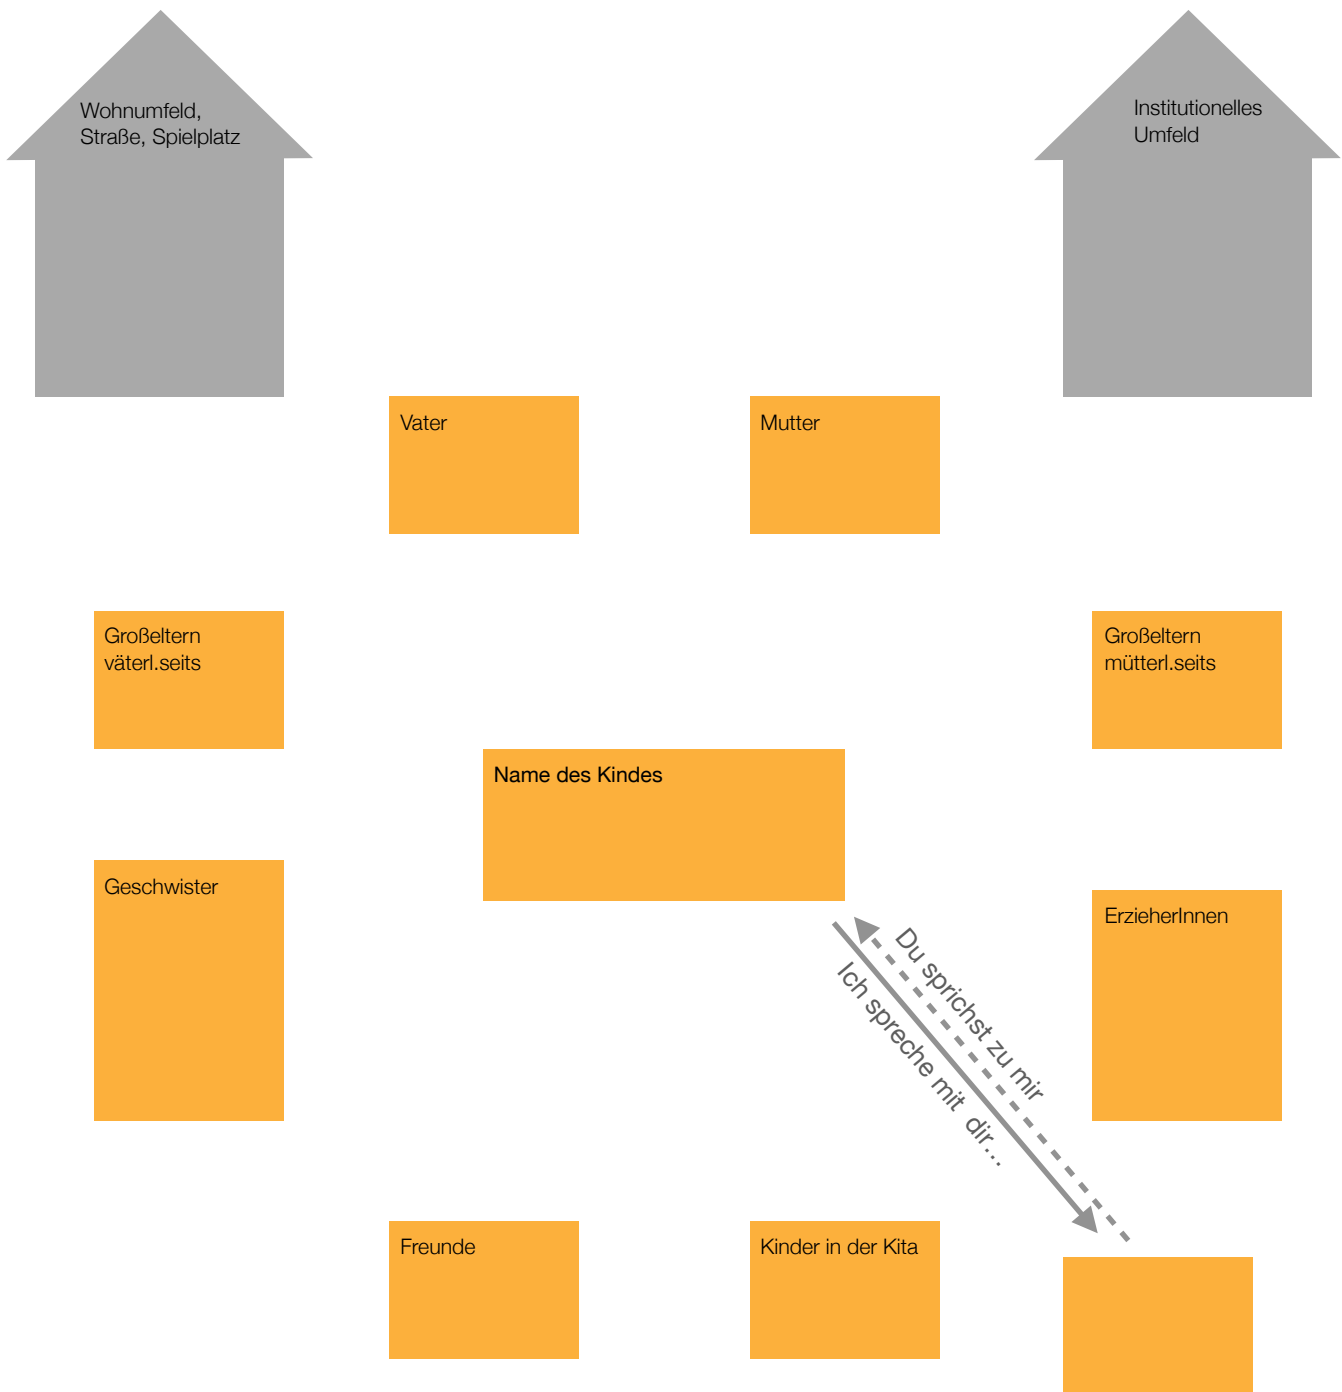 Wohnumfeld,
Straße, Spielplatz
Institutionelles
Umfeld
Vater
Mutter
Großeltern
väterl.seits
Großeltern
mütterl.seits
Name des Kindes
Geschwister
ErzieherInnen
Du sprichst zu mir
Ich spreche mit dir...
Freunde
Kinder in der Kita